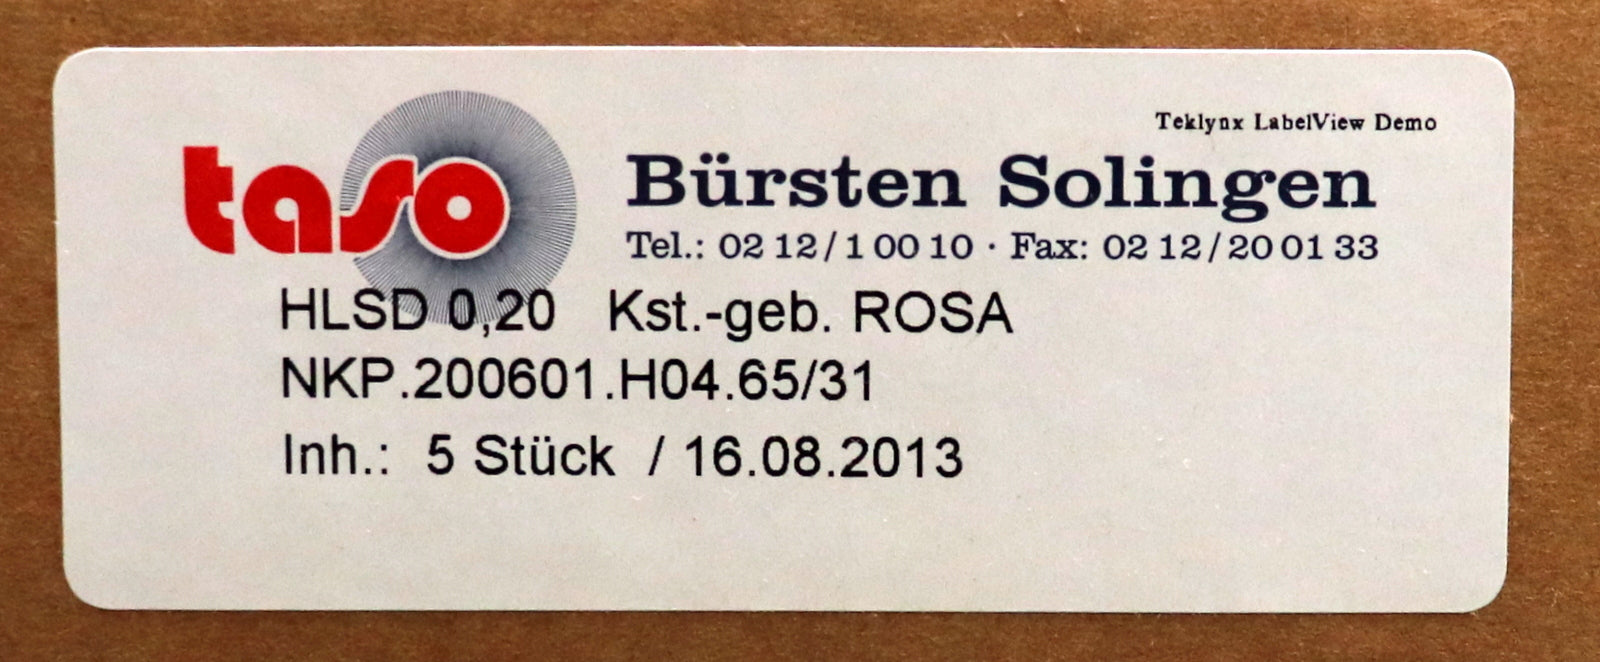 Teklynx LabelView Demo
taso
Bürsten Solingen
Tel.: 02 12/1 00 10 · Fax: 02 12/20 01 33
HLSD 0,20 Kst.-geb. ROSA
NKP.200601.H04.65/31
Inh.: 5 Stück / 16.08.2013